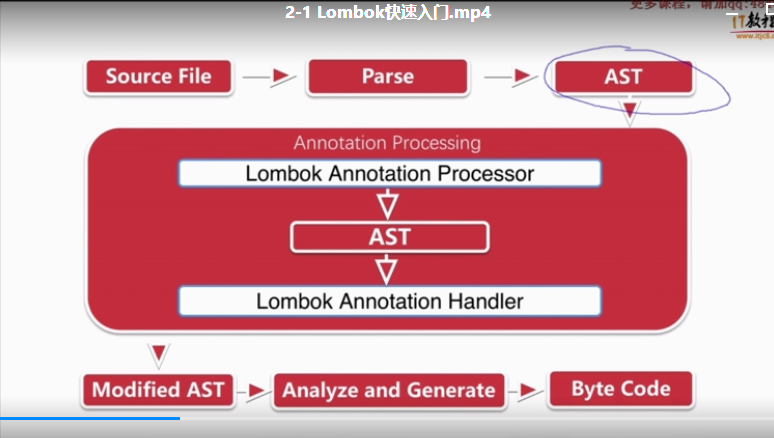 2-1 Lombok快速入门.mp4
更多课程，请加qq:48
IT教程
www.itjc8.c
Source File
Parse
AST
Annotation Processing
Lombok Annotation Processor
AST
Lombok Annotation Handler
Modified AST
Analyze and Generate
Byte Code